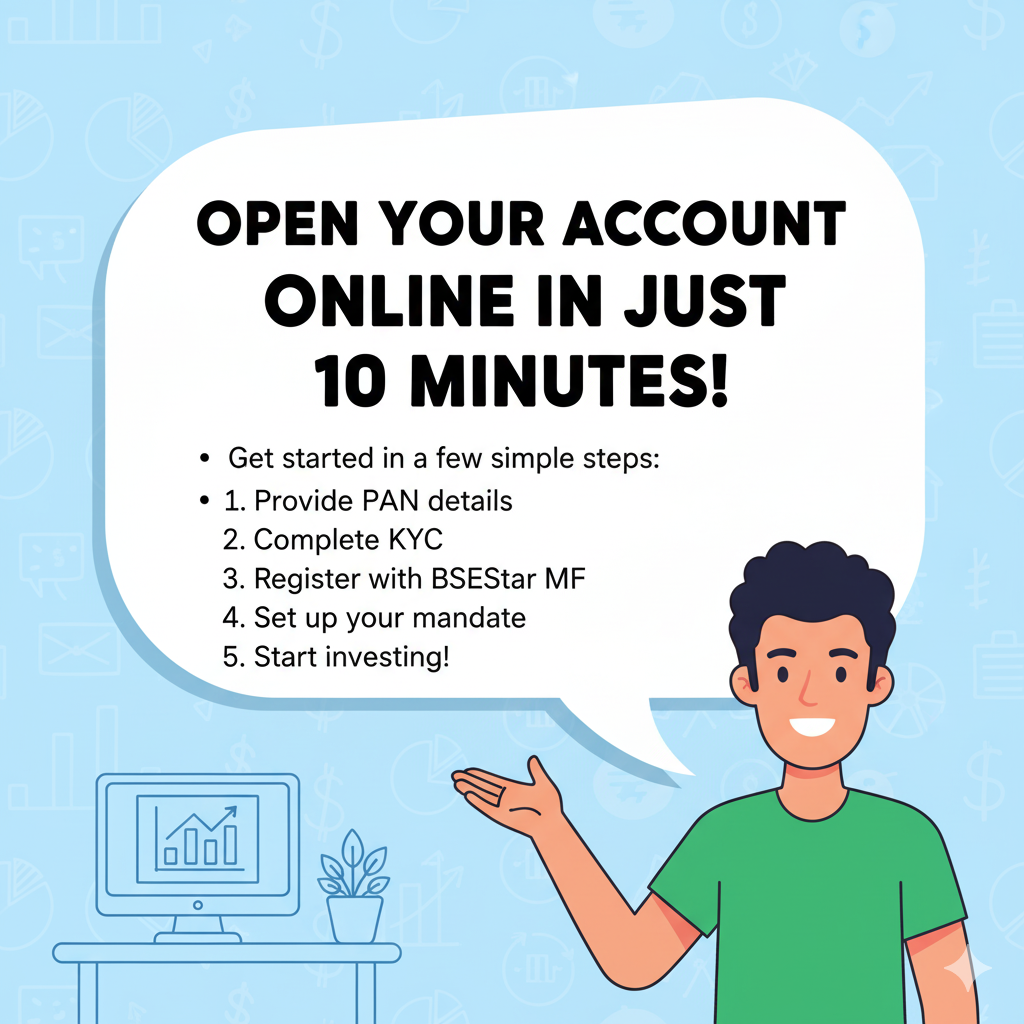 OPEN YOUR ACCOUNT
ONLINE IN JUST
10 MINUTES!
• Get started in a few simple steps:
• 1. Provide PAN details
2. Complete KYC
3. Register with BSEStar MF
4. Set up your mandate
5. Start investing!